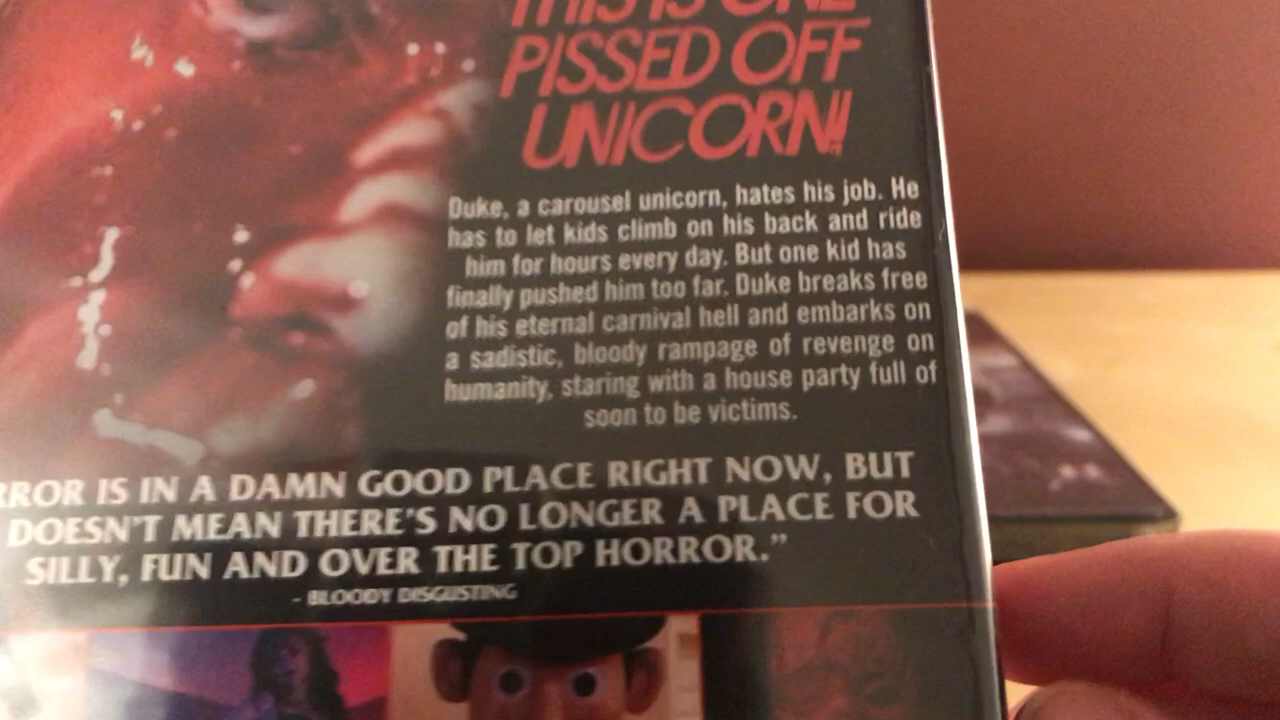 THIS IS ONE
PISSED OFF
UNICORN!
Duke, a carousel unicorn, hates his job. He
has to let kids climb on his back and ride
him for hours every day. But one kid has
finally pushed him too far. Duke breaks free
of his eternal carnival hell and embarks on
a sadistic, bloody rampage of revenge on
humanity, staring with a house party full of
soon to be victims.
RROR IS IN A DAMN GOOD PLACE RIGHT NOW, BUT
DOESN'T MEAN THERE'S NO LONGER A PLACE FOR
SILLY, FUN AND OVER THE TOP HORROR.”
- BLOODY DISGUSTING